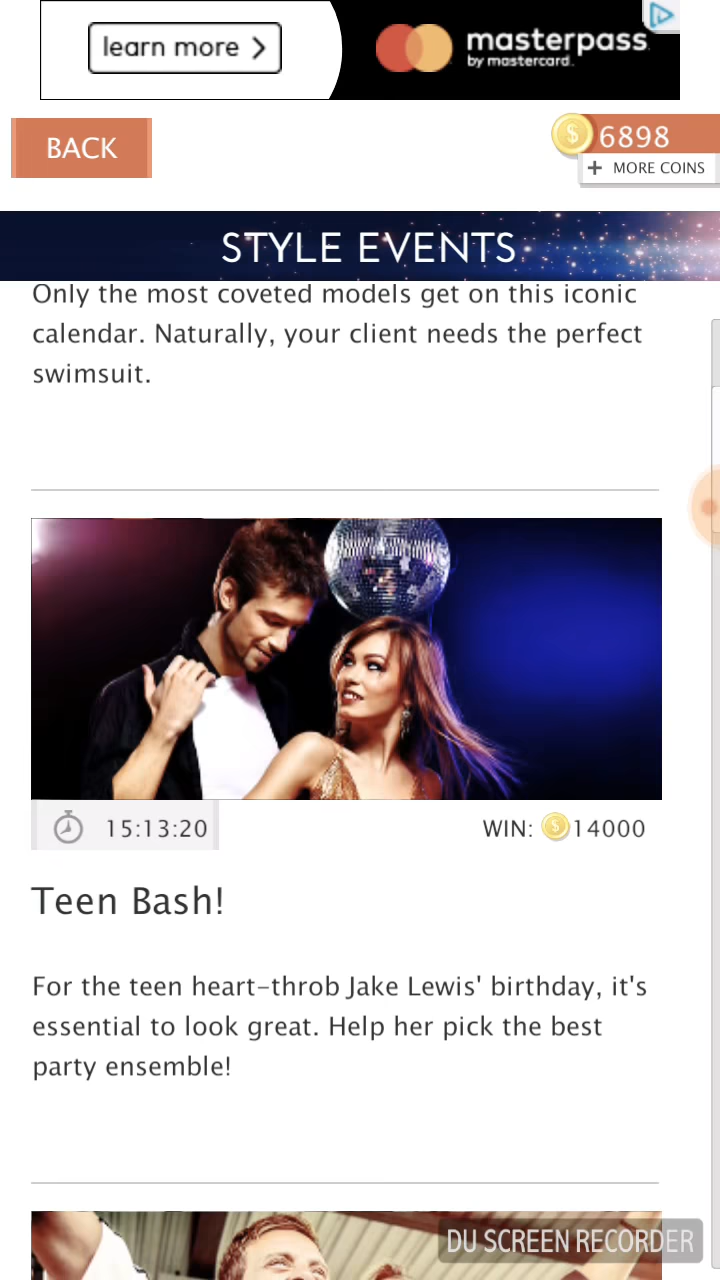 learn more
masterpass
by mastercard.
BACK
6898
+ MORE COINS
STYLE EVENTS
Only the most coveted models get on this iconic
calendar. Naturally, your client needs the perfect
swimsuit.
15:13:20
WIN: 14000
Teen Bash!
For the teen heart-throb Jake Lewis' birthday, it's
essential to look great. Help her pick the best
party ensemble!
DU SCREEN RECORDER